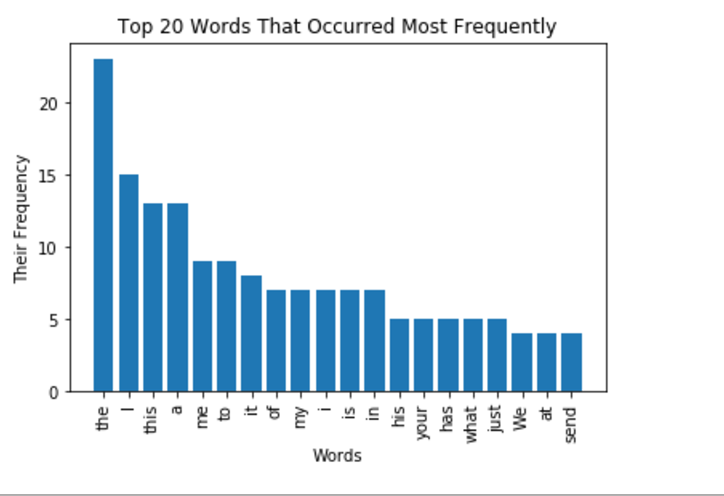 Top 20 Words That Occurred Most Frequently
Their Frequency
20
15
10
5
0
the I this a me to it of my i is in his your has what just We at send
Words